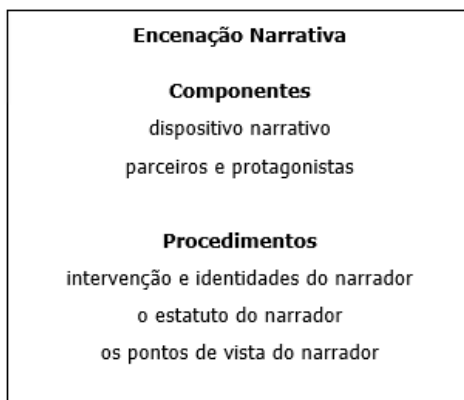 Encenação Narrativa
Componentes
dispositivo narrativo
parceiros e protagonistas
Procedimentos
intervenção e identidades do narrador
o estatuto do narrador
os pontos de vista do narrador